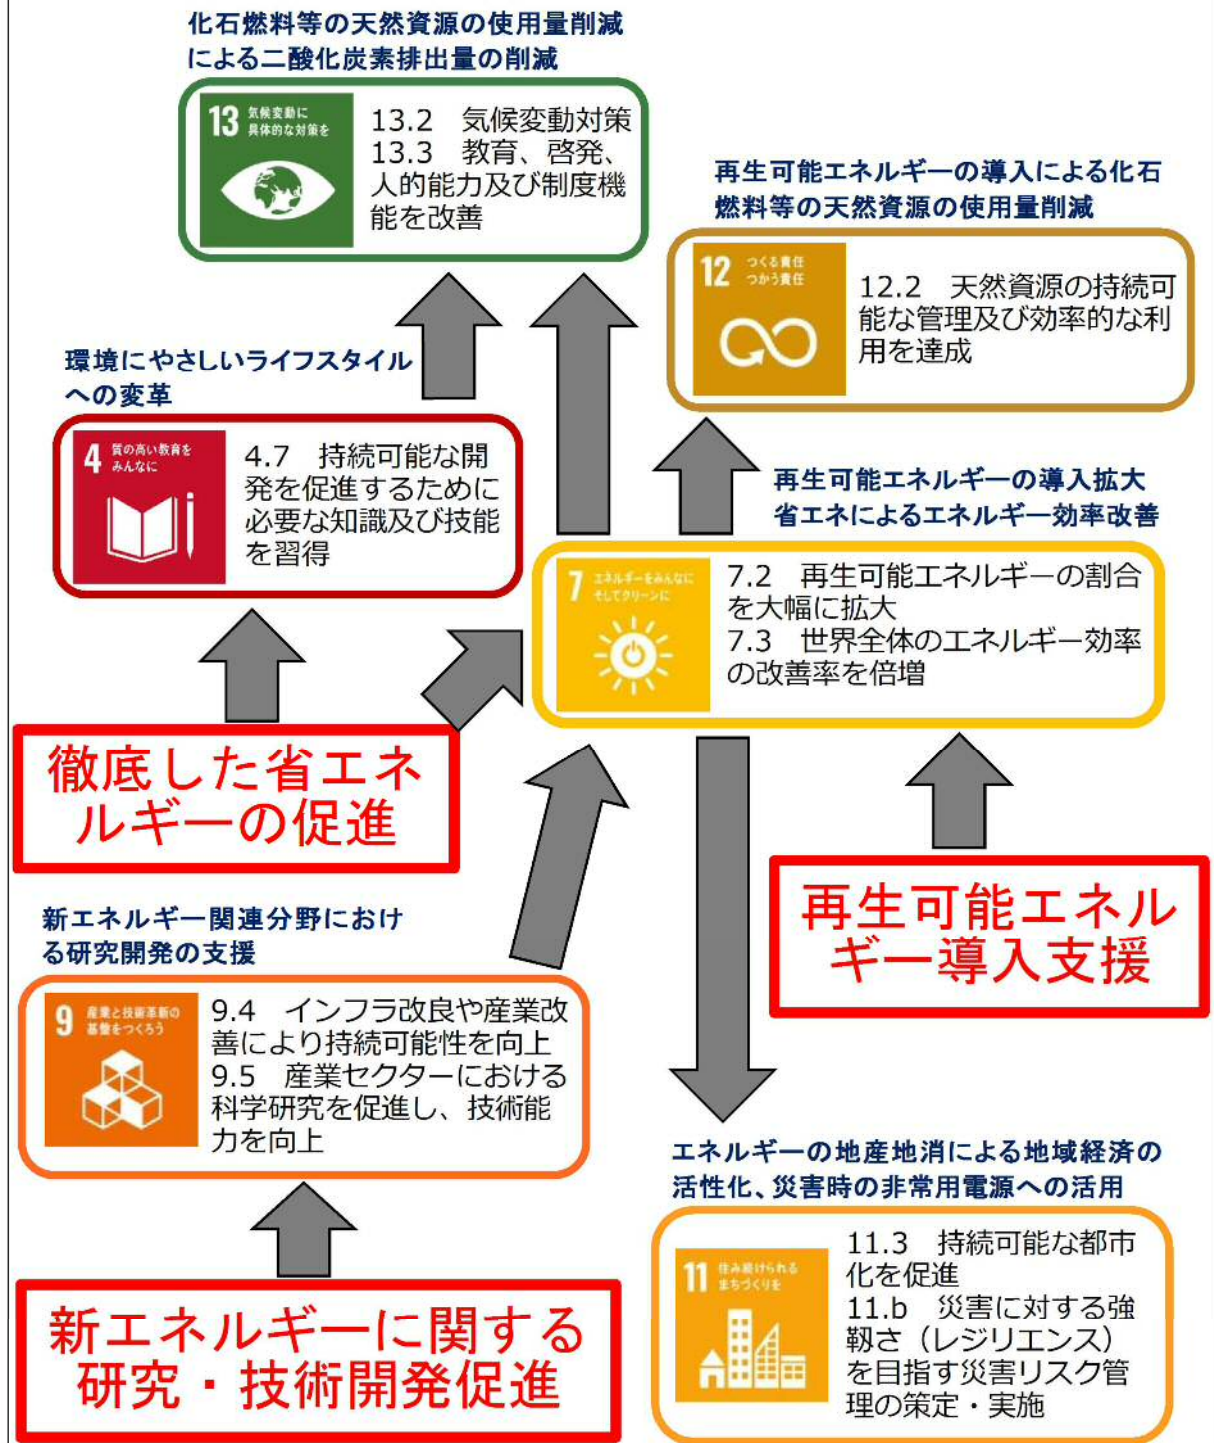 化石燃料等の天然資源の使用量削減
による二酸化炭素排出量の削減
13 気候変動に
具体的な対策を
13.2 気候変動対策
13.3 教育、啓発、
人的能力及び制度機
能を改善
再生可能エネルギーの導入による化石
燃料等の天然資源の使用量削減
12 つくる責任
つかう責任
12.2 天然資源の持続可
能な管理及び効率的な利
用を達成
環境にやさしいライフスタイル
への変革
4 質の高い教育を
みんなに
4.7 持続可能な開
発を促進するために
必要な知識及び技能
を習得
再生可能エネルギーの導入拡大
省エネによるエネルギー効率改善
7 エネルギーをみんなに
そしてクリーンに
7.2 再生可能エネルギーの割合
を大幅に拡大
7.3 世界全体のエネルギー効率
の改善率を倍増
徹底した省エネ
ルギーの促進
再生可能エネル
ギー導入支援
新エネルギー関連分野におけ
る研究開発の支援
9 産業と技術革新の
基盤をつくろう
9.4 インフラ改良や産業改
善により持続可能性を向上
9.5 産業セクターにおける
科学研究を促進し、技術能
力を向上
エネルギーの地産地消による地域経済の
活性化、災害時の非常用電源への活用
11 住み続けられる
まちづくりを
11.3 持続可能な都市
化を促進
11.b 災害に対する強
靱さ（レジリエンス）
を目指す災害リスク管
理の策定・実施
新エネルギーに関する
研究・技術開発促進